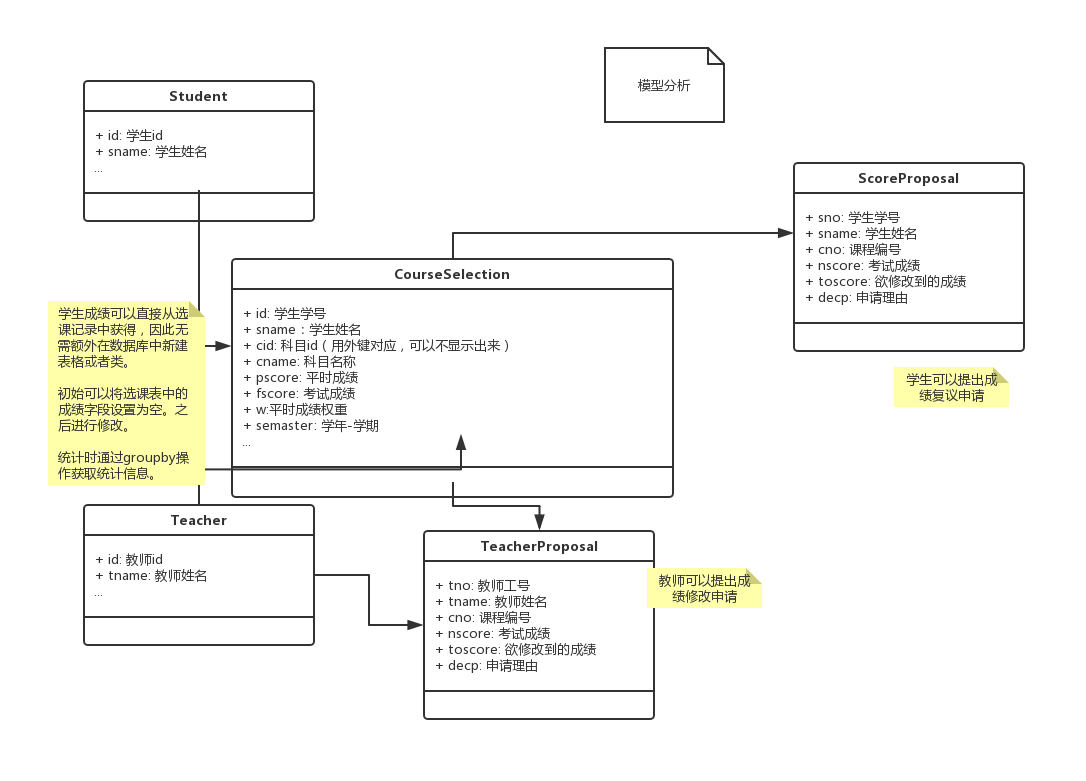 模型分析
Student
+ id: 学生id
+ sname: 学生姓名
...
ScoreProposal
+ sno: 学生学号
+ sname: 学生姓名
+ cno: 课程编号
+ nscore: 考试成绩
+ toscore: 欲修改到的成绩
+ decp: 申请理由
学生可以提出成
绩复议申请
CourseSelection
+ id: 学生学号
+ sname：学生姓名
+ cid: 科目id（用外键对应，可以不显示出来）
+ cname: 科目名称
+ pscore: 平时成绩
+ fscore: 考试成绩
+ w:平时成绩权重
+ semaster: 学年-学期
...
学生成绩可以直接从选
课记录中获得，因此无
需额外在数据库中新建
表格或者类。
初始可以将选课表中的
成绩字段设置为空。之
后进行修改。
统计时通过groupby操
作获取统计信息。
Teacher
+ id: 教师id
+ tname: 教师姓名
...
TeacherProposal
+ tno: 教师工号
+ tname: 教师姓名
+ cno: 课程编号
+ nscore: 考试成绩
+ toscore: 欲修改到的成绩
+ decp: 申请理由
教师可以提出成
绩修改申请